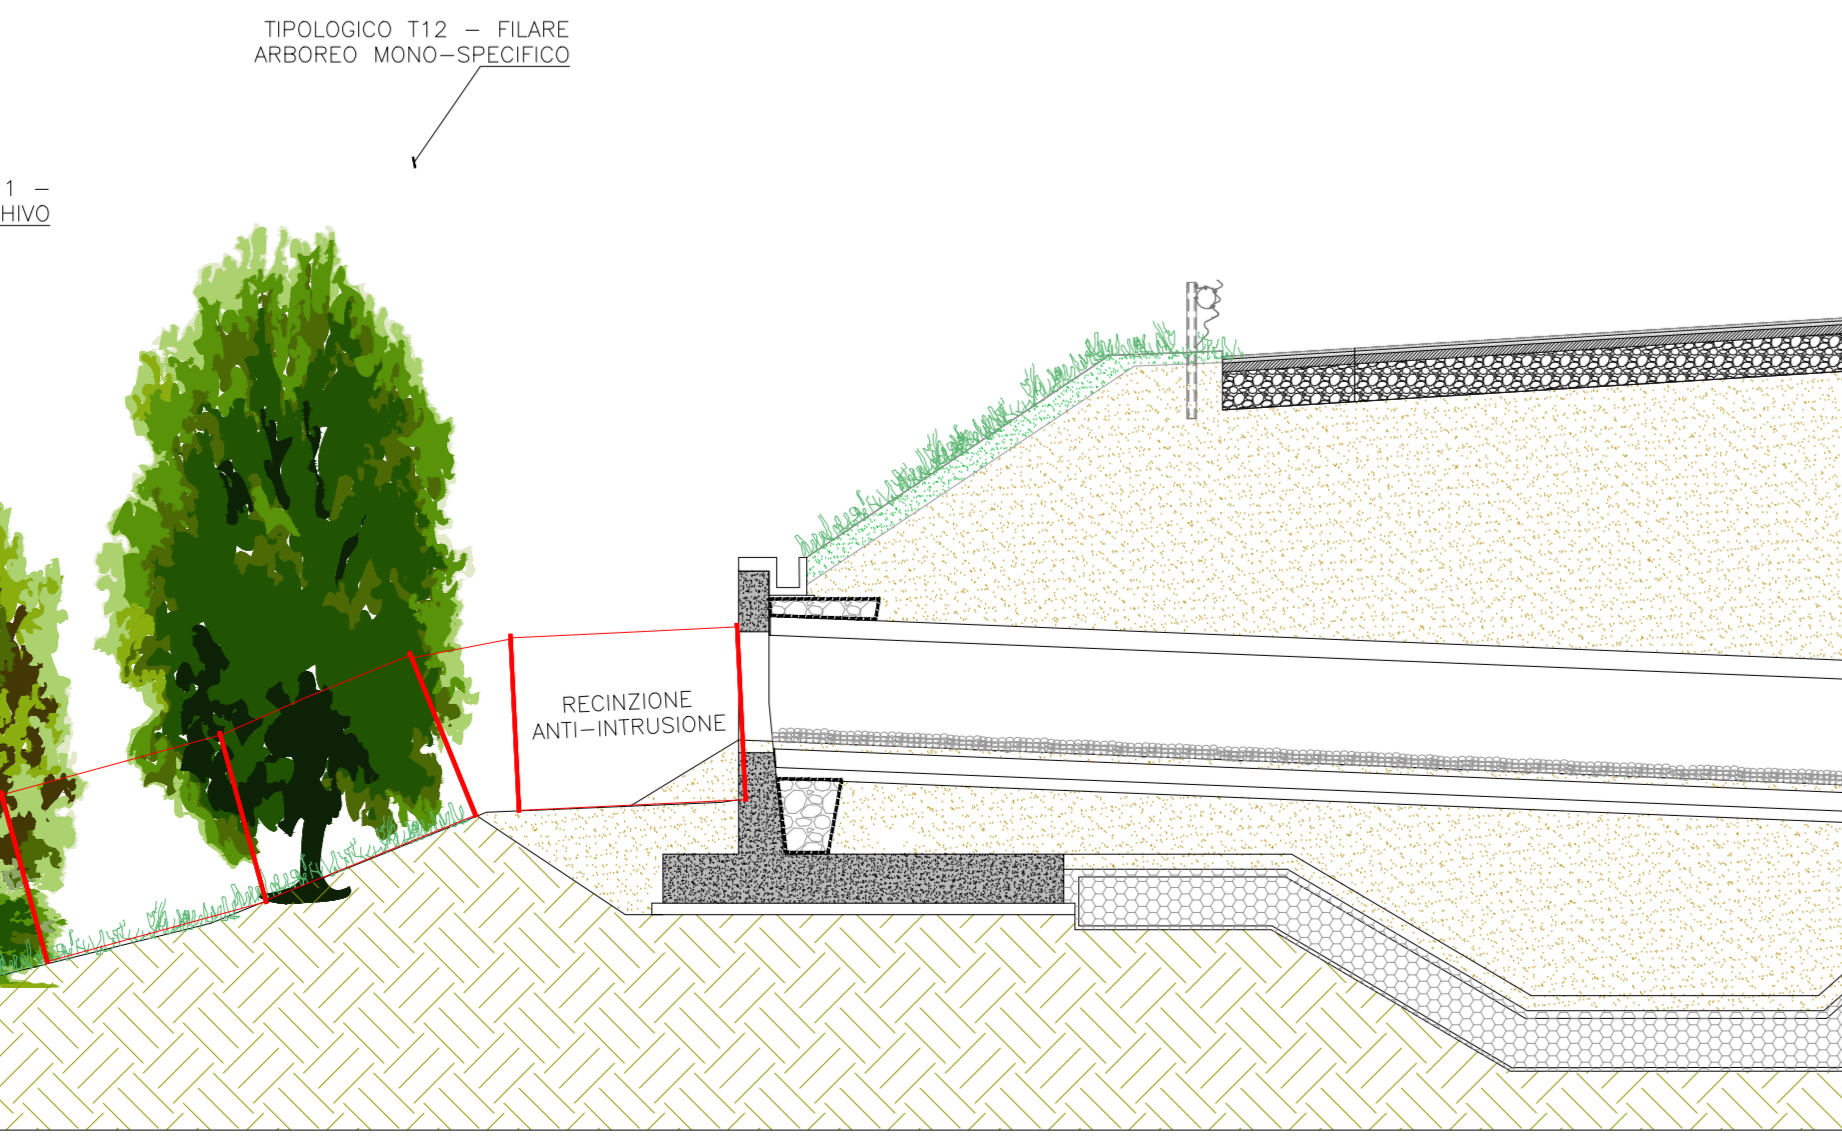 TIPOLOGICO T12 – FILARE
ARBOREO MONO–SPECIFICO
1 –
HIVO
RECINZIONE
ANTI–INTRUSIONE